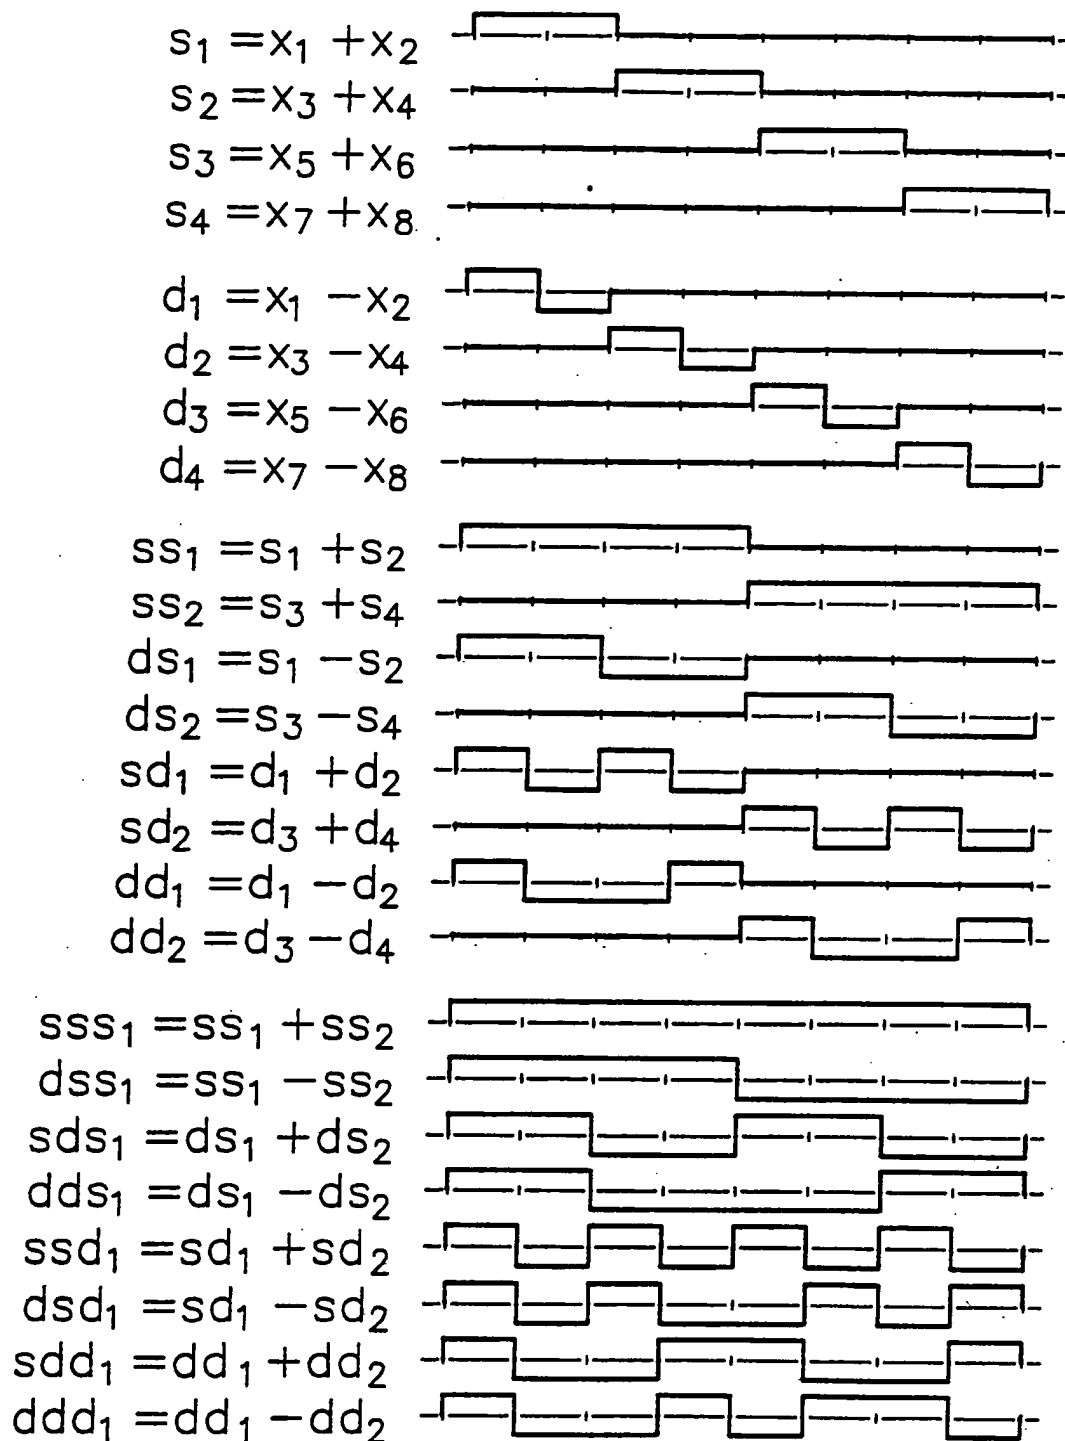 s₁ = x₁ + x₂
s₂ = x₃ + x₄
s₃ = x₅ + x₆
s₄ = x₇ + x₈
d₁ = x₁ − x₂
d₂ = x₃ − x₄
d₃ = x₅ − x₆
d₄ = x₇ − x₈
ss₁ = s₁ + s₂
ss₂ = s₃ + s₄
ds₁ = s₁ − s₂
ds₂ = s₃ − s₄
sd₁ = d₁ + d₂
sd₂ = d₃ + d₄
dd₁ = d₁ − d₂
dd₂ = d₃ − d₄
sss₁ = ss₁ + ss₂
dss₁ = ss₁ − ss₂
sds₁ = ds₁ + ds₂
dds₁ = ds₁ − ds₂
ssd₁ = sd₁ + sd₂
dsd₁ = sd₁ − sd₂
sdd₁ = dd₁ + dd₂
ddd₁ = dd₁ − dd₂